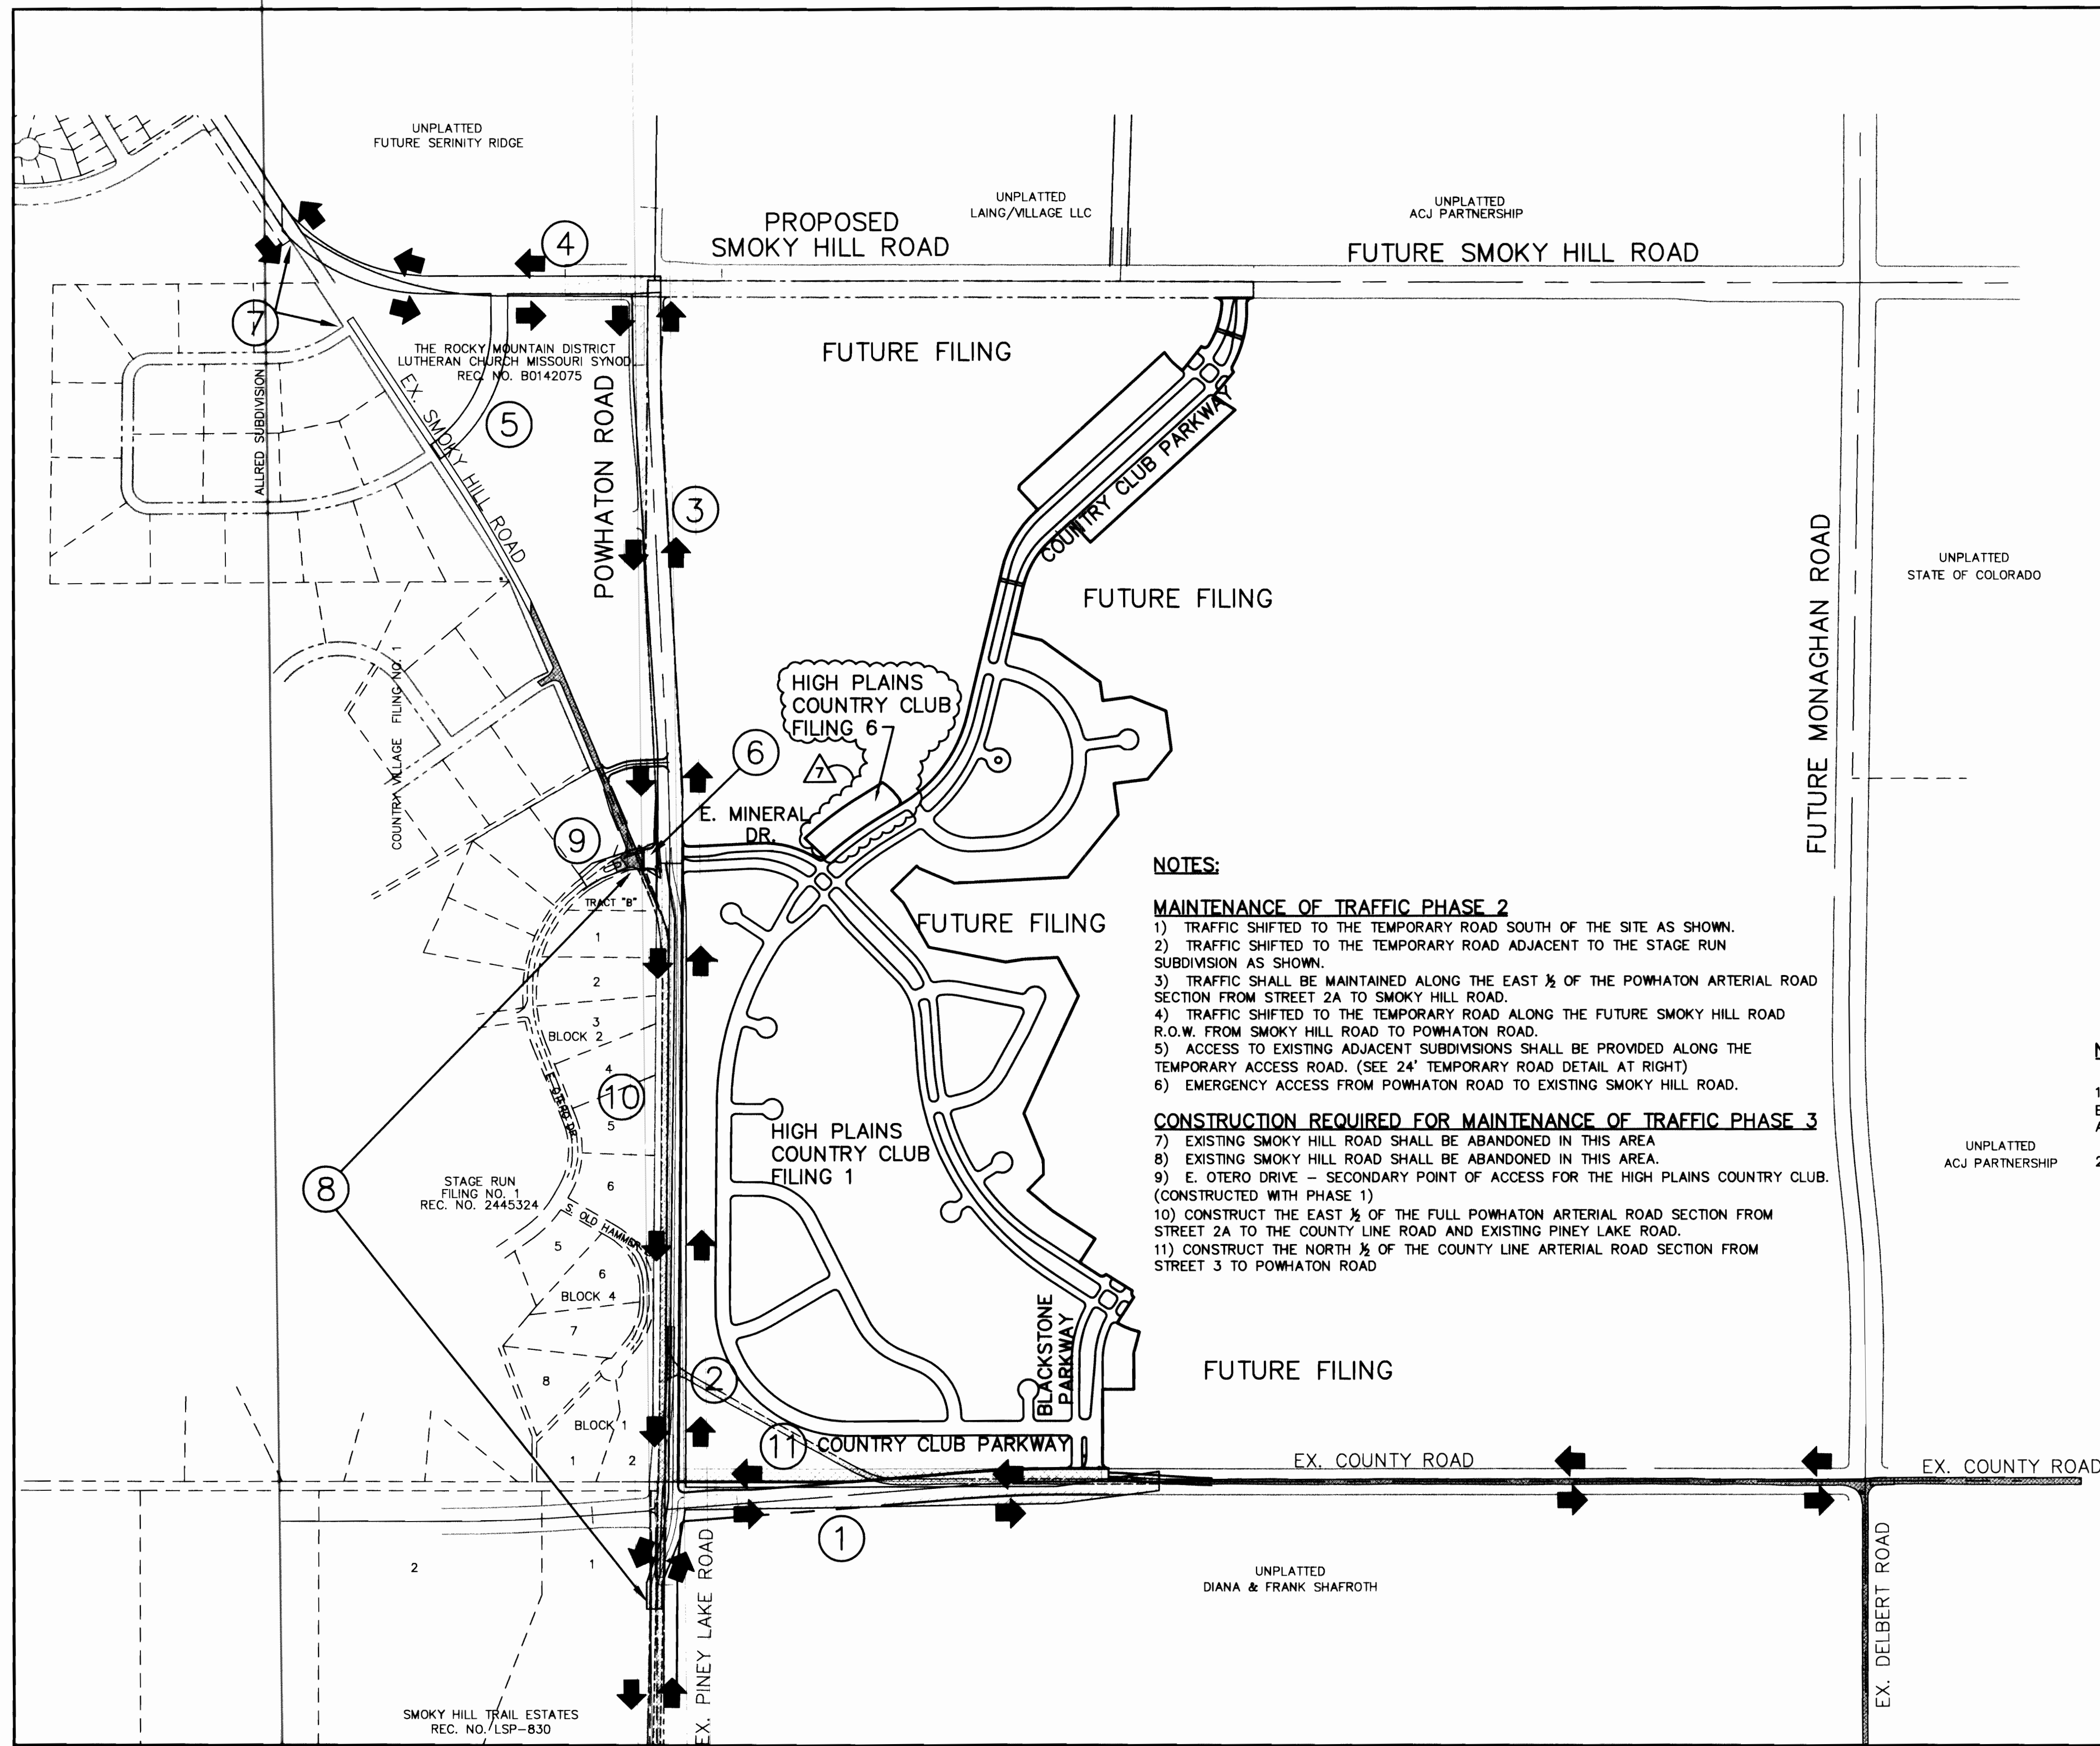 UNPLATTED
FUTURE SERINITY RIDGE
UNPLATTED
LAING/VILLAGE LLC
UNPLATTED
ACJ PARTNERSHIP
PROPOSED
SMOKY HILL ROAD
FUTURE SMOKY HILL ROAD
4
7
THE ROCKY MOUNTAIN DISTRICT
LUTHERAN CHURCH MISSOURI SYNOD
REC. NO. B0142075
FUTURE FILING
ALLRED SUBDIVISION
EX. SMOKY HILL ROAD
5
POWHATON ROAD
3
COUNTRY CLUB PARKWAY
FUTURE FILING
FUTURE MONAGHAN ROAD
UNPLATTED
STATE OF COLORADO
COUNTRY VILLAGE FILING NO. 1
HIGH PLAINS
COUNTRY CLUB
FILING 6
7
6
E. MINERAL
DR.
9
TRACT "B"
FUTURE FILING
1
2
3
BLOCK 2
4
10
5
6
E. OTERO DR.
8
STAGE RUN
FILING NO. 1
REC. NO. 2445324
S. OLD HAMMER
5
6
BLOCK 4
7
8
BLOCK 1
1
2
HIGH PLAINS
COUNTRY CLUB
FILING 1
2
BLACKSTONE
PARKWAY
FUTURE FILING
11
COUNTRY CLUB PARKWAY
EX. COUNTY ROAD
EX. COUNTY ROAD
1
2
1
EX. PINEY LAKE ROAD
UNPLATTED
DIANA & FRANK SHAFROTH
EX. DELBERT ROAD
SMOKY HILL TRAIL ESTATES
REC. NO. LSP-830
UNPLATTED
ACJ PARTNERSHIP
NOTES:
MAINTENANCE OF TRAFFIC PHASE 2
1) TRAFFIC SHIFTED TO THE TEMPORARY ROAD SOUTH OF THE SITE AS SHOWN.
2) TRAFFIC SHIFTED TO THE TEMPORARY ROAD ADJACENT TO THE STAGE RUN
SUBDIVISION AS SHOWN.
3) TRAFFIC SHALL BE MAINTAINED ALONG THE EAST ½ OF THE POWHATON ARTERIAL ROAD
SECTION FROM STREET 2A TO SMOKY HILL ROAD.
4) TRAFFIC SHIFTED TO THE TEMPORARY ROAD ALONG THE FUTURE SMOKY HILL ROAD
R.O.W. FROM SMOKY HILL ROAD TO POWHATON ROAD.
5) ACCESS TO EXISTING ADJACENT SUBDIVISIONS SHALL BE PROVIDED ALONG THE
TEMPORARY ACCESS ROAD. (SEE 24' TEMPORARY ROAD DETAIL AT RIGHT)
6) EMERGENCY ACCESS FROM POWHATON ROAD TO EXISTING SMOKY HILL ROAD.
CONSTRUCTION REQUIRED FOR MAINTENANCE OF TRAFFIC PHASE 3
7) EXISTING SMOKY HILL ROAD SHALL BE ABANDONED IN THIS AREA
8) EXISTING SMOKY HILL ROAD SHALL BE ABANDONED IN THIS AREA.
9) E. OTERO DRIVE – SECONDARY POINT OF ACCESS FOR THE HIGH PLAINS COUNTRY CLUB.
(CONSTRUCTED WITH PHASE 1)
10) CONSTRUCT THE EAST ½ OF THE FULL POWHATON ARTERIAL ROAD SECTION FROM
STREET 2A TO THE COUNTY LINE ROAD AND EXISTING PINEY LAKE ROAD.
11) CONSTRUCT THE NORTH ½ OF THE COUNTY LINE ARTERIAL ROAD SECTION FROM
STREET 3 TO POWHATON ROAD